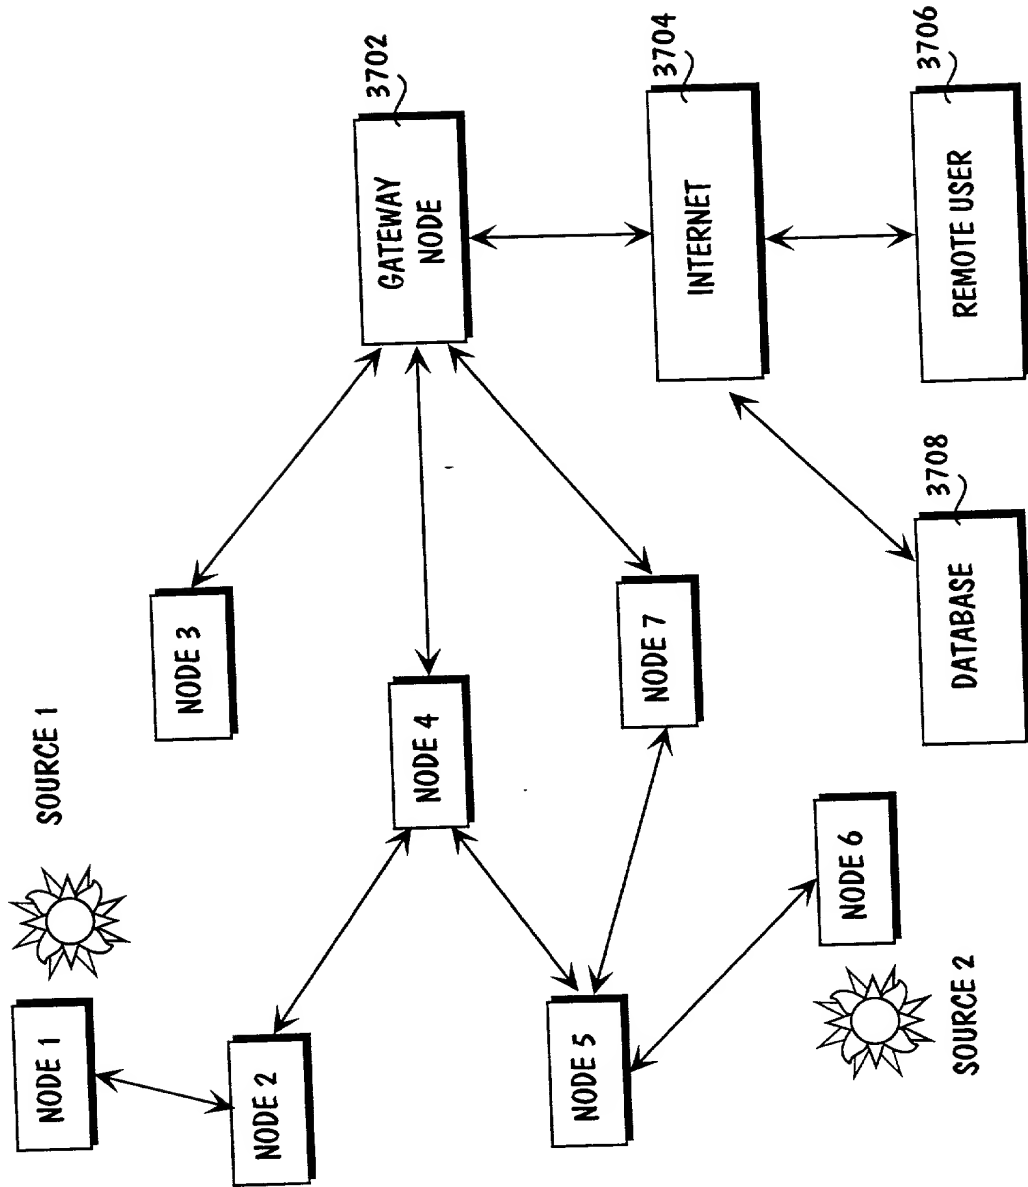 SOURCE 1
NODE 1
NODE 2
NODE 3
NODE 4
NODE 5
NODE 6
NODE 7
SOURCE 2
GATEWAY
NODE
3702
INTERNET
3704
REMOTE USER
3706
DATABASE
3708